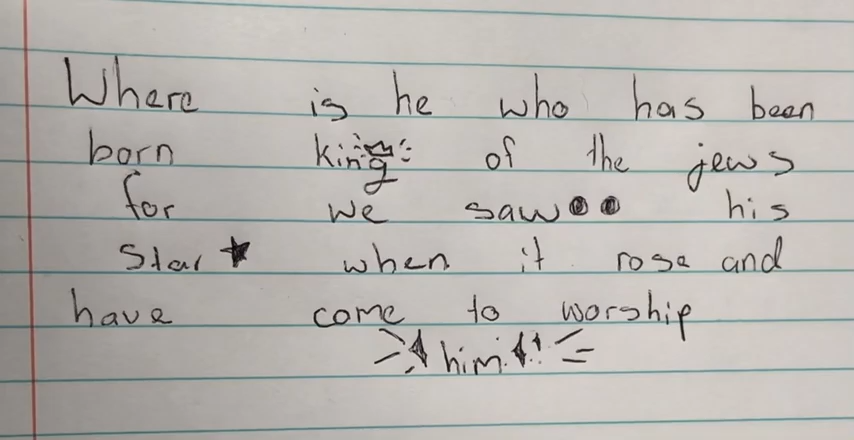 Where is he who has been
born king of the jews
for we saw his
star when it rose and
have come to worship
him